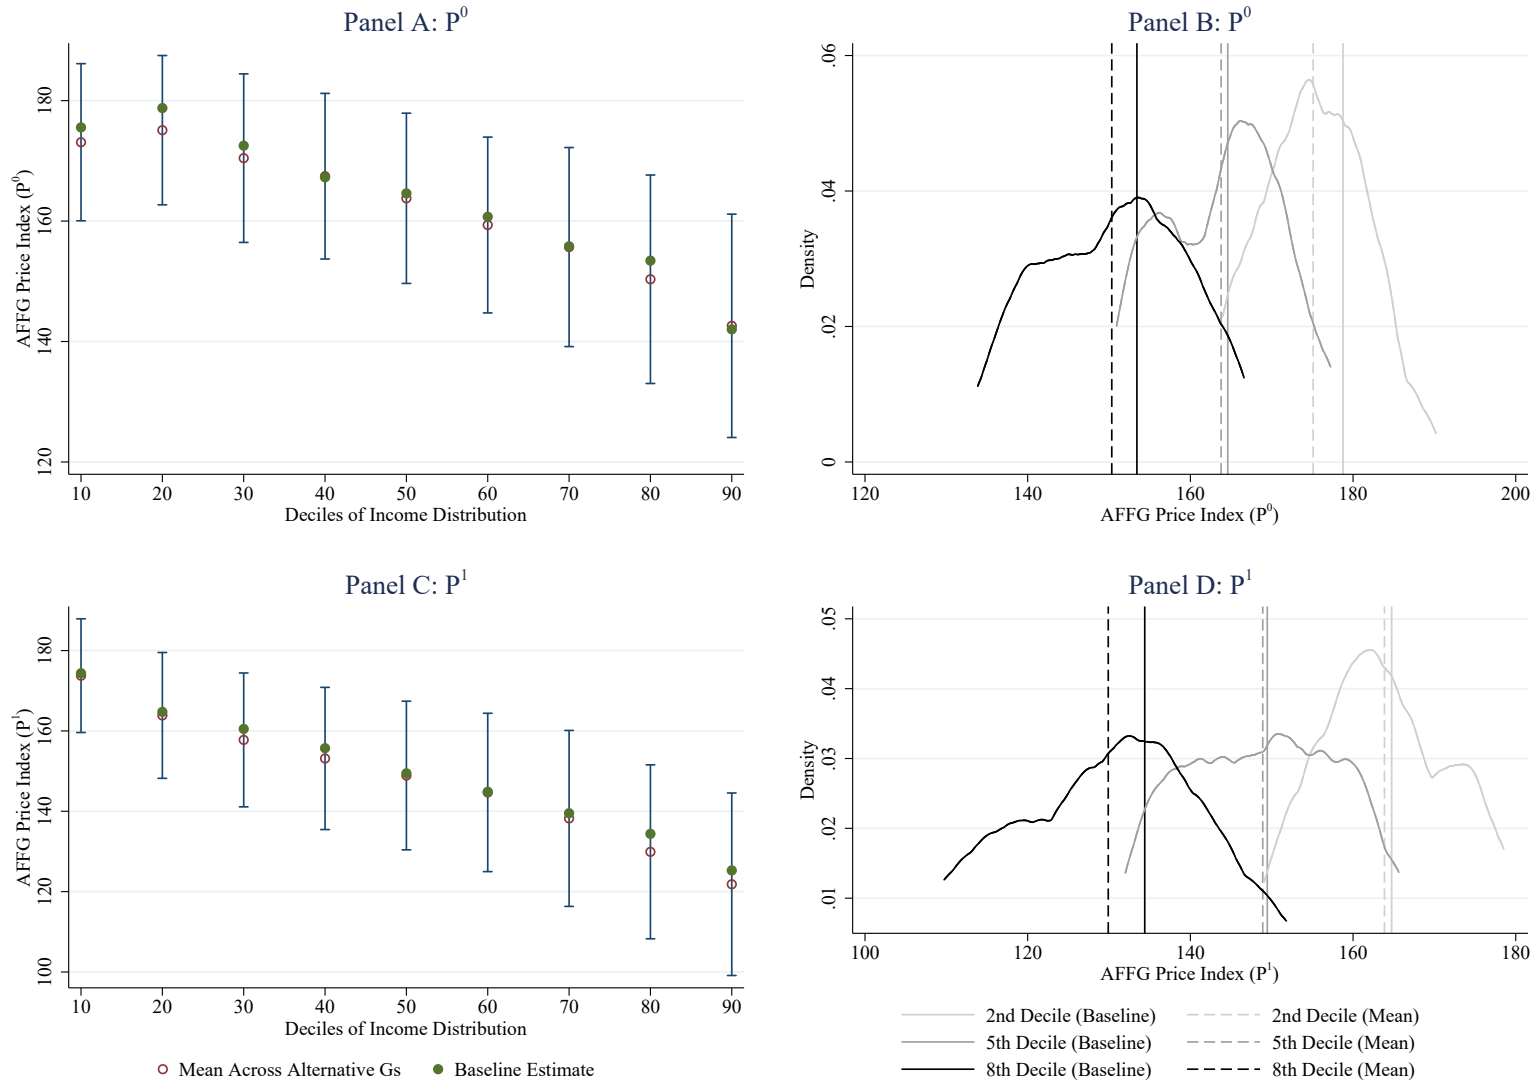 Panel A: P⁰
AFFG Price Index (P⁰)
180
160
140
120
10 20 30 40 50 60 70 80 90
Deciles of Income Distribution
Panel B: P⁰
Density
.06
.04
.02
0
120 140 160 180 200
AFFG Price Index (P⁰)
Panel C: P¹
AFFG Price Index (P¹)
180
160
140
120
100
10 20 30 40 50 60 70 80 90
Deciles of Income Distribution
Mean Across Alternative Gs Baseline Estimate
Panel D: P¹
Density
.05
.04
.03
.02
.01
100 120 140 160 180
AFFG Price Index (P¹)
2nd Decile (Baseline) 2nd Decile (Mean)
5th Decile (Baseline) 5th Decile (Mean)
8th Decile (Baseline) 8th Decile (Mean)